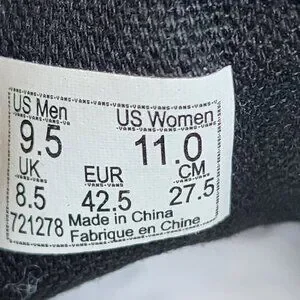 US Men US Women
9.5 11.0
UK EUR CM
8.5 42.5 27.5
721278 Made in China
Fabrique en Chine